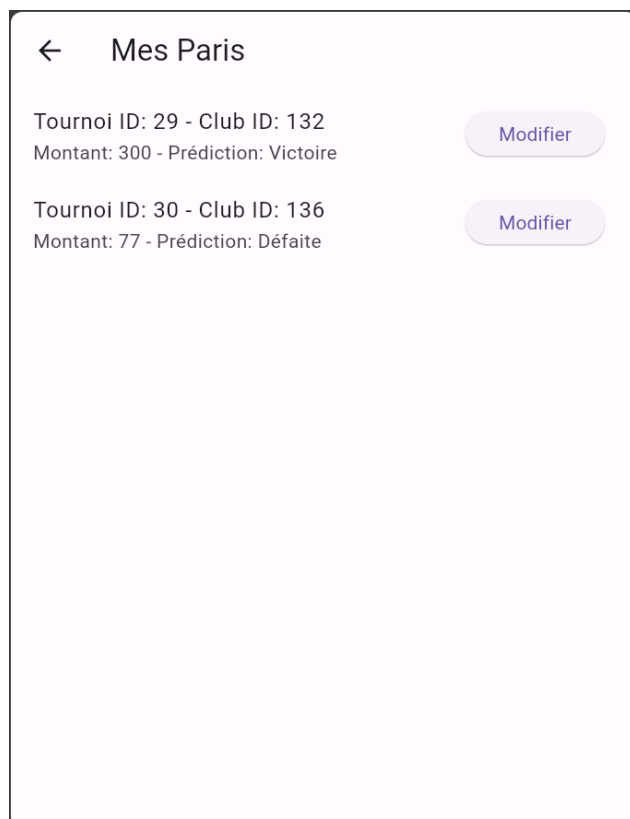 Mes Paris
Tournoi ID: 29 - Club ID: 132
Montant: 300 - Prédiction: Victoire
Modifier
Tournoi ID: 30 - Club ID: 136
Montant: 77 - Prédiction: Défaite
Modifier